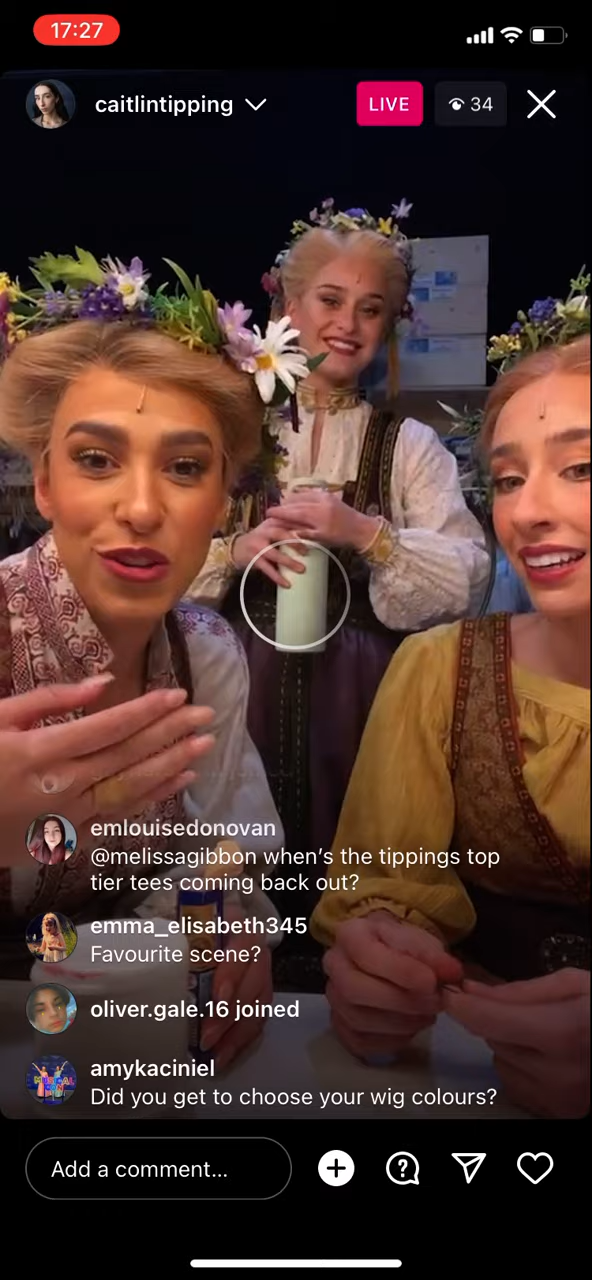 17:27
caitlintipping
LIVE
34
emlouisedonovan
@melissagibbon when's the tippings top
tier tees coming back out?
emma_elisabeth345
Favourite scene?
oliver.gale.16 joined
amykaciniel
Did you get to choose your wig colours?
Add a comment...